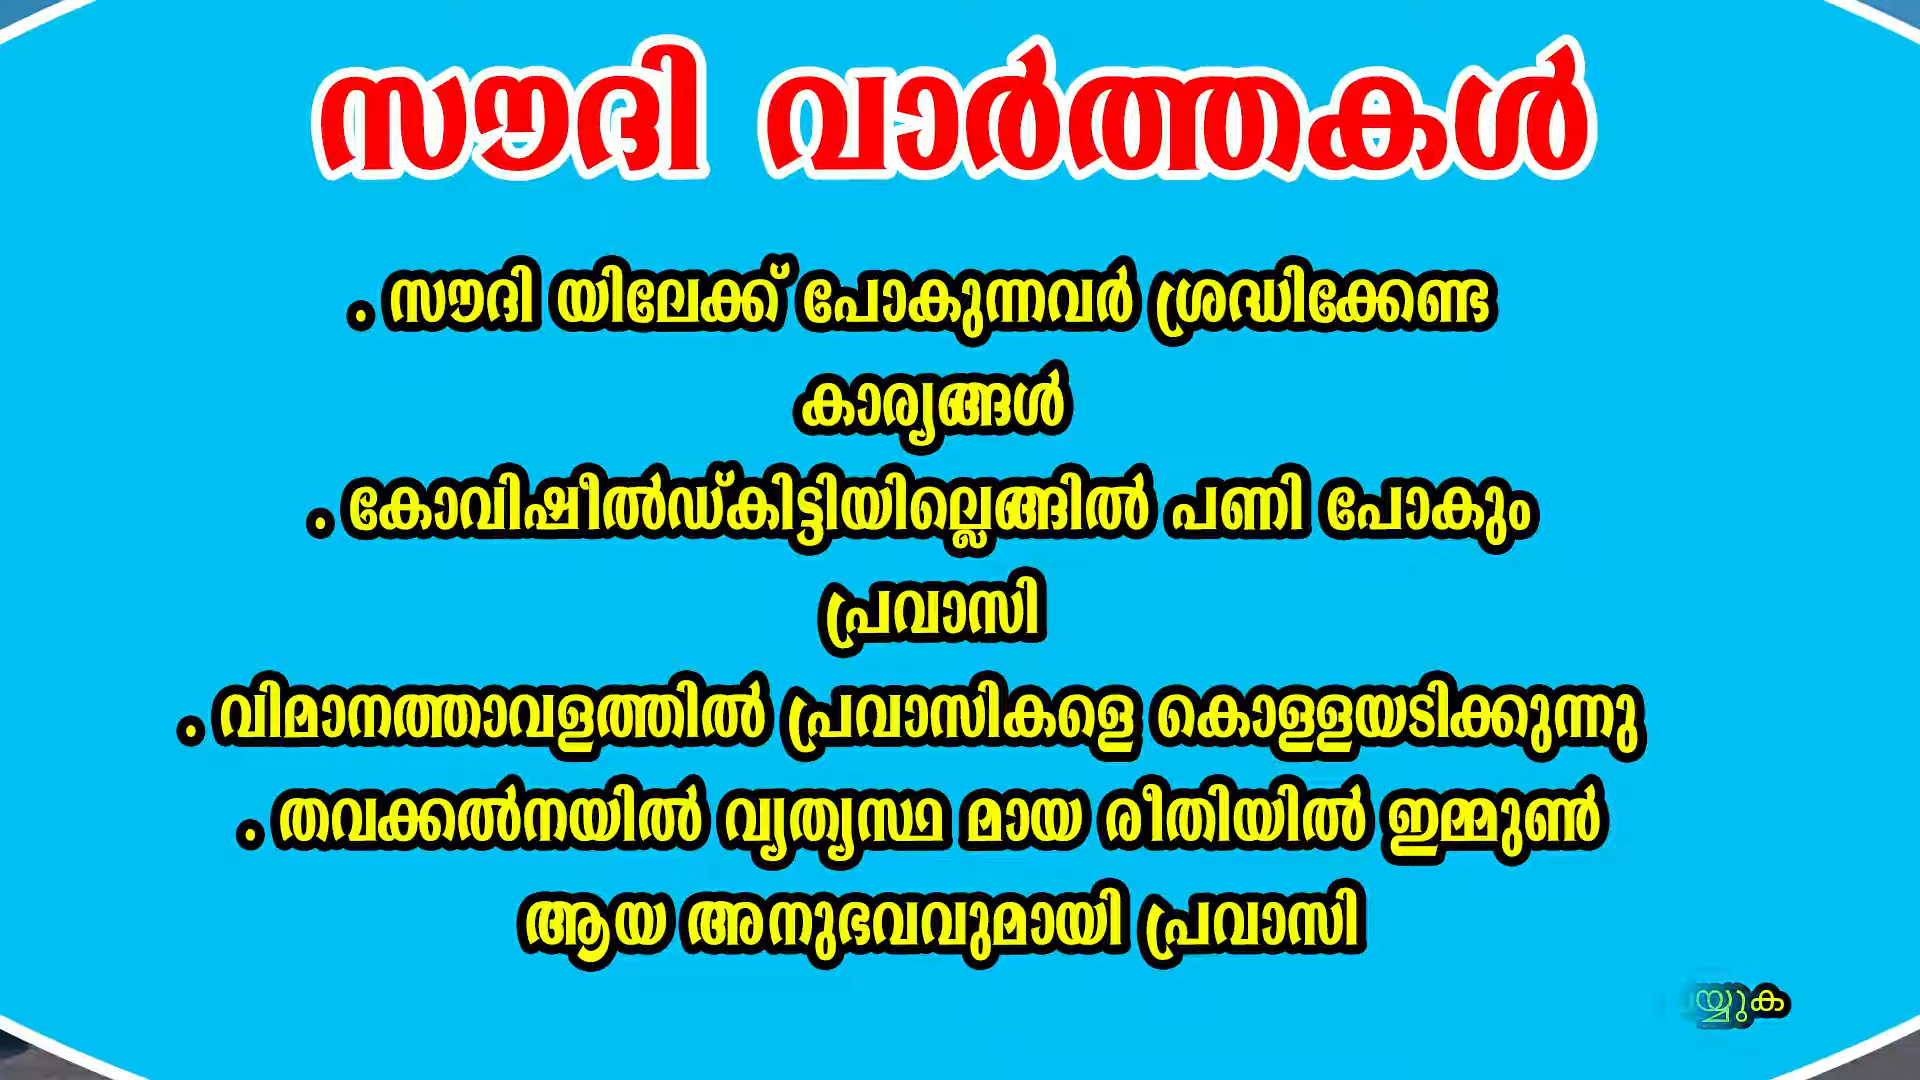 സൗദി വാർത്തകൾ
. സൗദി യിലേക്ക് പോകുന്നവർ ശ്രദ്ധിക്കേണ്ട
കാര്യങ്ങൾ
. കോവിഷീൽഡ്കിട്ടിയില്ലെങ്ങിൽ പണി പോകും
പ്രവാസി
. വിമാനത്താവളത്തിൽ പ്രവാസികളെ കൊളളയടിക്കുന്നു
. തവക്കൽനയിൽ വ്യത്യസ്ഥ മായ രീതിയിൽ ഇമ്മുൺ
ആയ അനുഭവവുമായി പ്രവാസി